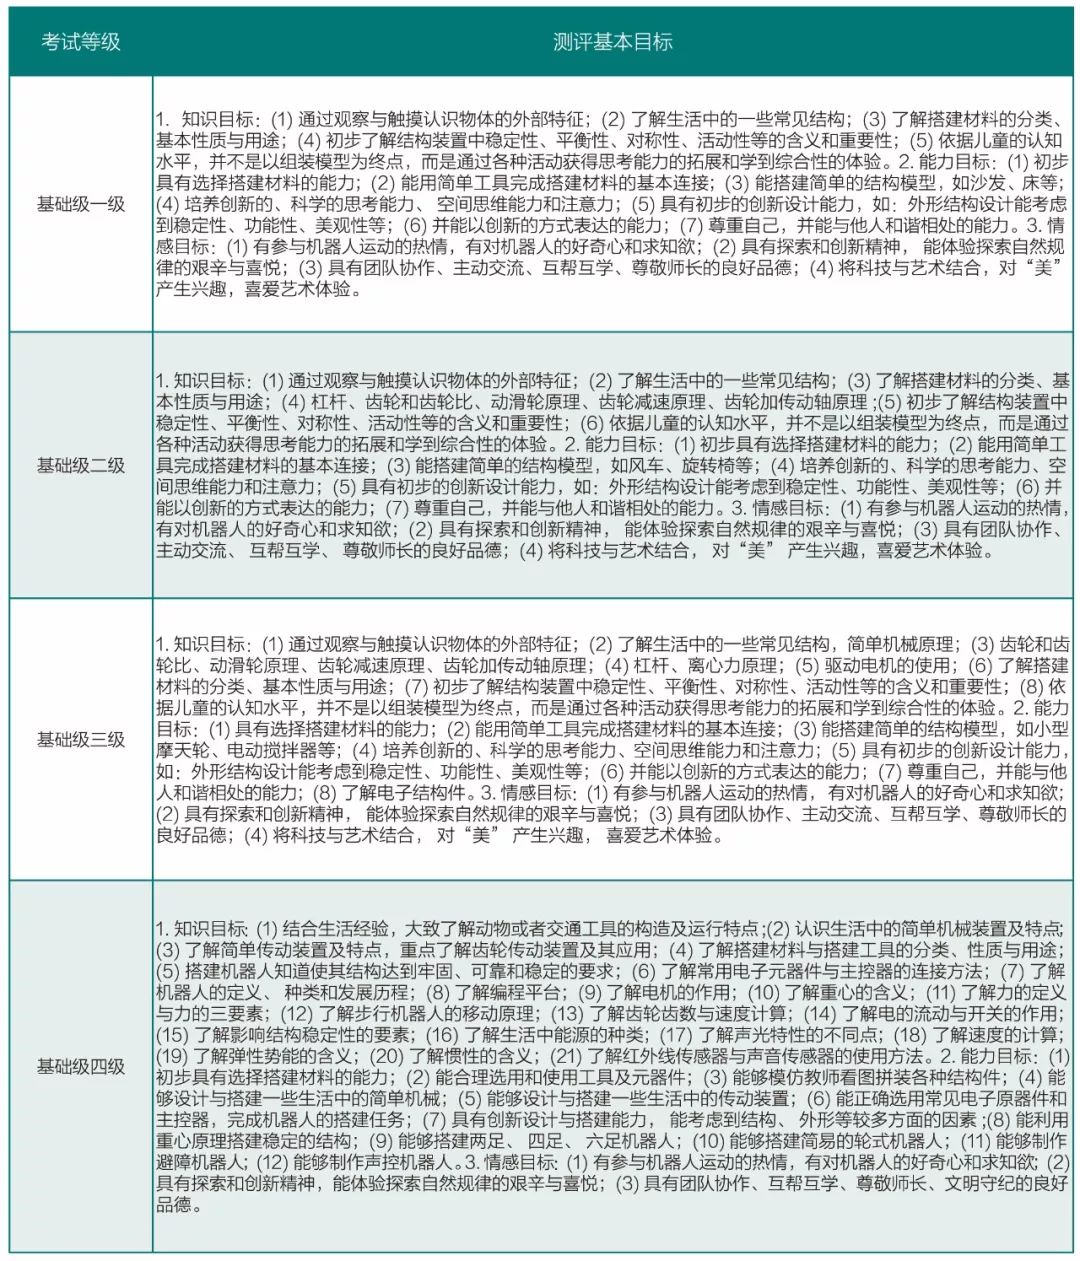 考试等级
测评基本目标
基础级一级
1. 知识目标：(1) 通过观察与触摸认识物体的外部特征；(2) 了解生活中的一些常见结构；(3) 了解搭建材料的分类、
基本性质与用途；(4) 初步了解结构装置中稳定性、平衡性、对称性、活动性等的含义和重要性；(5) 依据儿童的认知
水平，并不是以组装模型为终点，而是通过各种活动获得思考能力的拓展和学到综合性的体验。2. 能力目标：(1) 初步
具有选择搭建材料的能力；(2) 能用简单工具完成搭建材料的基本连接；(3) 能搭建简单的结构模型，如沙发、床等；
(4) 培养创新的、科学的思考能力、 空间思维能力和注意力；(5) 具有初步的创新设计能力，如：外形结构设计能考虑
到稳定性、功能性、美观性等；(6) 并能以创新的方式表达的能力；(7) 尊重自己，并能与他人和谐相处的能力。3. 情
感目标：(1) 有参与机器人运动的热情，有对机器人的好奇心和求知欲；(2) 具有探索和创新精神， 能体验探索自然规
律的艰辛与喜悦；(3) 具有团队协作、主动交流、互帮互学、尊敬师长的良好品德；(4) 将科技与艺术结合，对“美”
产生兴趣，喜爱艺术体验。
基础级二级
1. 知识目标：(1) 通过观察与触摸认识物体的外部特征；(2) 了解生活中的一些常见结构；(3) 了解搭建材料的分类、基
本性质与用途；(4) 杠杆、齿轮和齿轮比、动滑轮原理、齿轮减速原理、齿轮加传动轴原理 ;(5) 初步了解结构装置中
稳定性、平衡性、对称性、活动性等的含义和重要性；(6) 依据儿童的认知水平，并不是以组装模型为终点，而是通过
各种活动获得思考能力的拓展和学到综合性的体验。2. 能力目标：(1) 初步具有选择搭建材料的能力；(2) 能用简单工
具完成搭建材料的基本连接；(3) 能搭建简单的结构模型，如风车、旋转椅等；(4) 培养创新的、科学的思考能力、空
间思维能力和注意力；(5) 具有初步的创新设计能力，如：外形结构设计能考虑到稳定性、功能性、美观性等；(6) 并
能以创新的方式表达的能力；(7) 尊重自己，并能与他人和谐相处的能力。3. 情感目标：(1) 有参与机器人运动的热情，
有对机器人的好奇心和求知欲；(2) 具有探索和创新精神， 能体验探索自然规律的艰辛与喜悦；(3) 具有团队协作、
主动交流、 互帮互学、 尊敬师长的良好品德；(4) 将科技与艺术结合， 对“美” 产生兴趣，喜爱艺术体验。
基础级三级
1. 知识目标：(1) 通过观察与触摸认识物体的外部特征；(2) 了解生活中的一些常见结构，简单机械原理；(3) 齿轮和齿
轮比、动滑轮原理、齿轮减速原理、齿轮加传动轴原理；(4) 杠杆、离心力原理；(5) 驱动电机的使用；(6) 了解搭建
材料的分类、基本性质与用途；(7) 初步了解结构装置中稳定性、平衡性、对称性、活动性等的含义和重要性；(8) 依
据儿童的认知水平，并不是以组装模型为终点，而是通过各种活动获得思考能力的拓展和学到综合性的体验。2. 能力
目标：(1) 具有选择搭建材料的能力；(2) 能用简单工具完成搭建材料的基本连接；(3) 能搭建简单的结构模型，如小型
摩天轮、电动搅拌器等；(4) 培养创新的、科学的思考能力、空间思维能力和注意力；(5) 具有初步的创新设计能力，
如：外形结构设计能考虑到稳定性、功能性、美观性等；(6) 并能以创新的方式表达的能力；(7) 尊重自己，并能与他
人和谐相处的能力；(8) 了解电子结构件。3. 情感目标：(1) 有参与机器人运动的热情，有对机器人的好奇心和求知欲；
(2) 具有探索和创新精神， 能体验探索自然规律的艰辛与喜悦；(3) 具有团队协作、主动交流、互帮互学、尊敬师长的
良好品德；(4) 将科技与艺术结合， 对“美” 产生兴趣， 喜爱艺术体验。
基础级四级
1. 知识目标：(1) 结合生活经验，大致了解动物或者交通工具的构造及运行特点 ;(2) 认识生活中的简单机械装置及特点;
(3) 了解简单传动装置及特点，重点了解齿轮传动装置及其应用；(4) 了解搭建材料与搭建工具的分类、性质与用途；
(5) 搭建机器人知道使其结构达到牢固、可靠和稳定的要求；(6) 了解常用电子元器件与主控器的连接方法；(7) 了解
机器人的定义、 种类和发展历程；(8) 了解编程平台；(9) 了解电机的作用；(10) 了解重心的含义；(11) 了解力的定义
与力的三要素；(12) 了解步行机器人的移动原理；(13) 了解齿轮齿数与速度计算；(14) 了解电的流动与开关的作用；
(15) 了解影响结构稳定性的要素；(16) 了解生活中能源的种类；(17) 了解声光特性的不同点；(18) 了解速度的计算；
(19) 了解弹性势能的含义；(20) 了解惯性的含义；(21) 了解红外线传感器与声音传感器的使用方法。2. 能力目标：(1)
初步具有选择搭建材料的能力；(2) 能合理选用和使用工具及元器件；(3) 能够模仿教师看图拼装各种结构件；(4) 能
够设计与搭建一些生活中的简单机械；(5) 能够设计与搭建一些生活中的传动装置；(6) 能正确选用常见电子原器件和
主控器，完成机器人的搭建任务；(7) 具有创新设计与搭建能力， 能考虑到结构、 外形等较多方面的因素 ;(8) 能利用
重心原理搭建稳定的结构；(9) 能够搭建两足、 四足、 六足机器人；(10) 能够搭建简易的轮式机器人；(11) 能够制作
避障机器人；(12) 能够制作声控机器人。3. 情感目标：(1) 有参与机器人运动的热情，有对机器人的好奇心和求知欲；(2)
具有探索和创新精神，能体验探索自然规律的艰辛与喜悦；(3) 具有团队协作、互帮互学、尊敬师长、文明守纪的良好
品德。